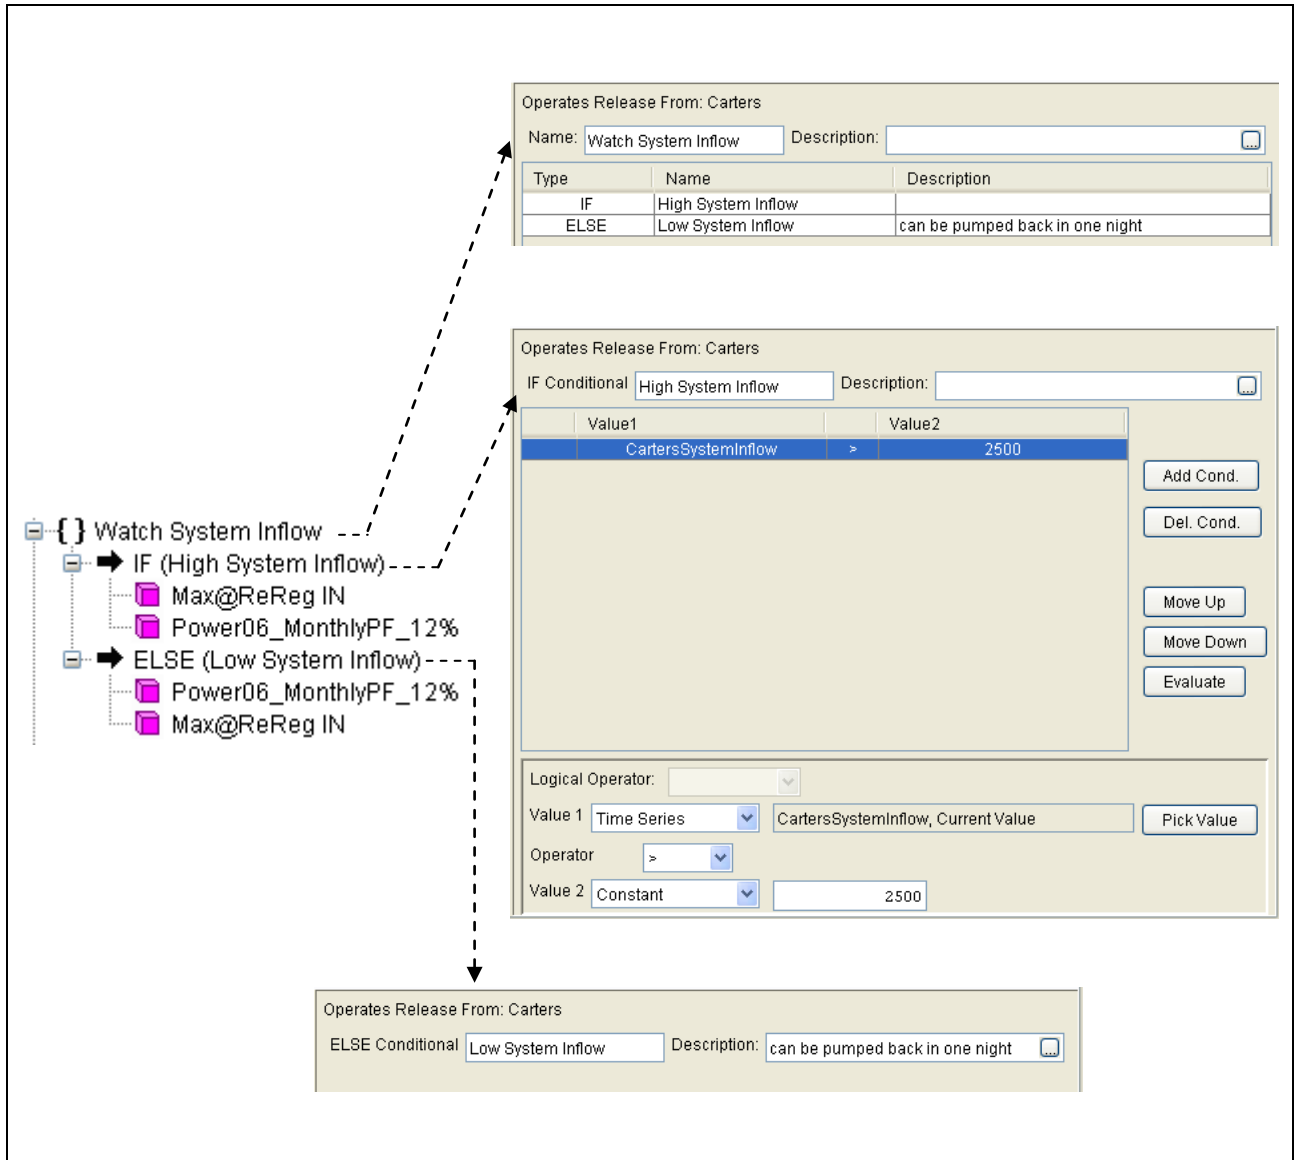 Operates Release From: Carters
Name: Watch System Inflow Description: ...
Type Name Description
IF High System Inflow
ELSE Low System Inflow can be pumped back in one night
Operates Release From: Carters
IF Conditional High System Inflow Description: ...
Value1 Value2
CartersSystemInflow > 2500
Add Cond.
Del. Cond.
Move Up
Move Down
Evaluate
Logical Operator:
Value 1 Time Series CartersSystemInflow, Current Value Pick Value
Operator >
Value 2 Constant 2500
{ } Watch System Inflow
IF (High System Inflow)
Max@ReReg IN
Power06_MonthlyPF_12%
ELSE (Low System Inflow)
Power06_MonthlyPF_12%
Max@ReReg IN
Operates Release From: Carters
ELSE Conditional Low System Inflow Description: can be pumped back in one night ...